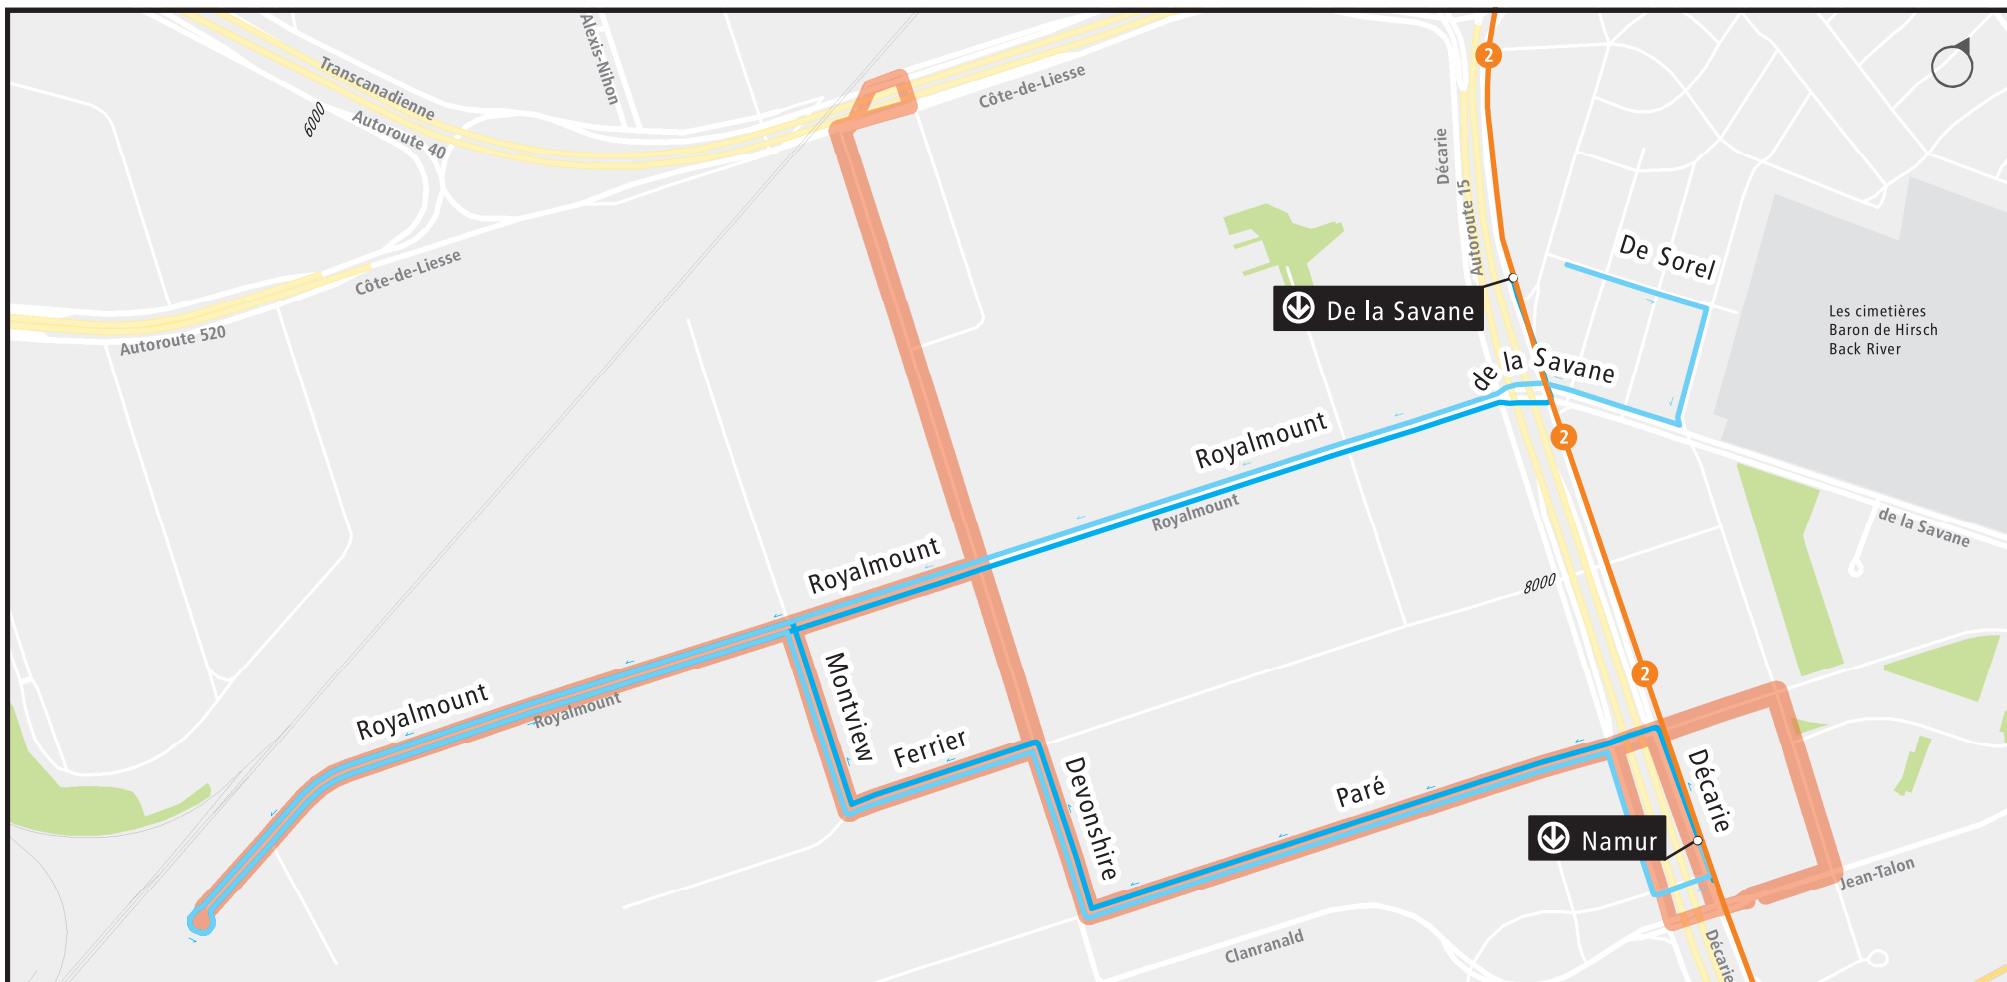 Alexis-Nihon
Transcanadienne
6000
Autoroute 40
Côte-de-Liesse
2
Décarie
Autoroute 15
De Sorel
Côte-de-Liesse
De la Savane
Les cimetières
Baron de Hirsch
Back River
Autoroute 520
de la Savane
Royalmount
2
Royalmount
de la Savane
Royalmount
8000
Montview
2
Royalmount
Royalmount
Ferrier
Devonshire
Paré
Décarie
Namur
Jean-Talon
Clanranald
Décarie